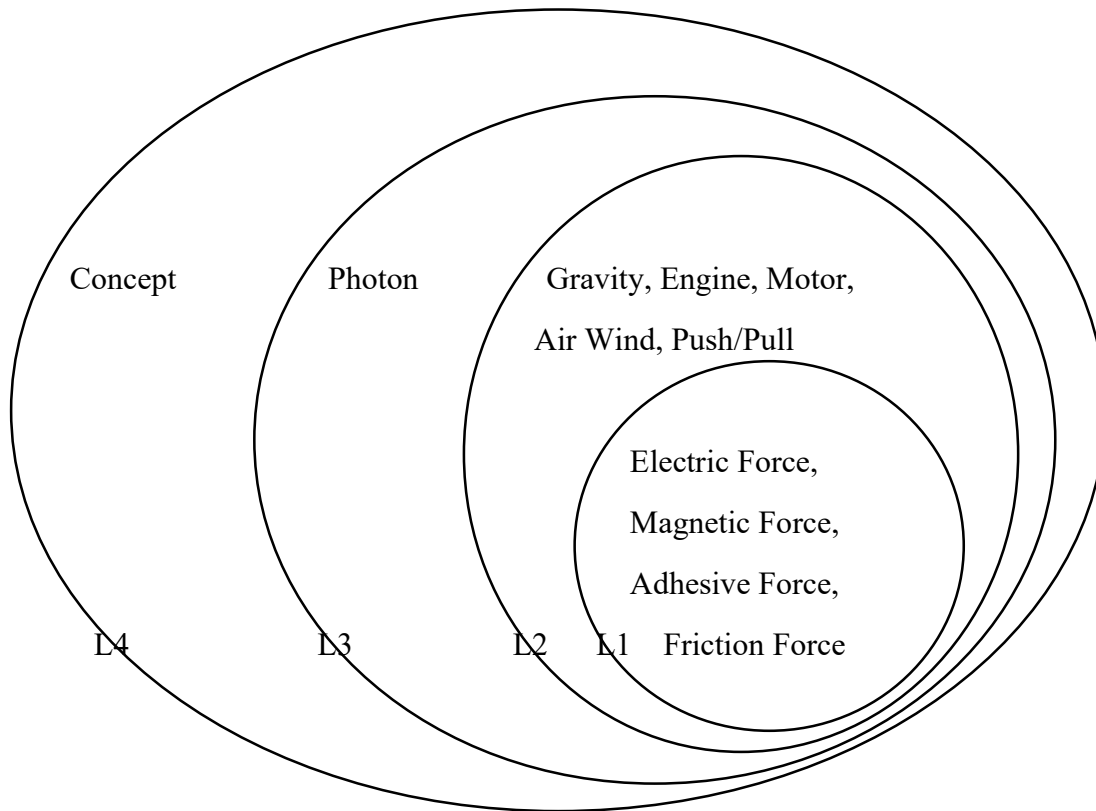 Concept
Photon
Gravity, Engine, Motor,
Air Wind, Push/Pull
Electric Force,
Magnetic Force,
Adhesive Force,
L4
L3
L2
L1
Friction Force